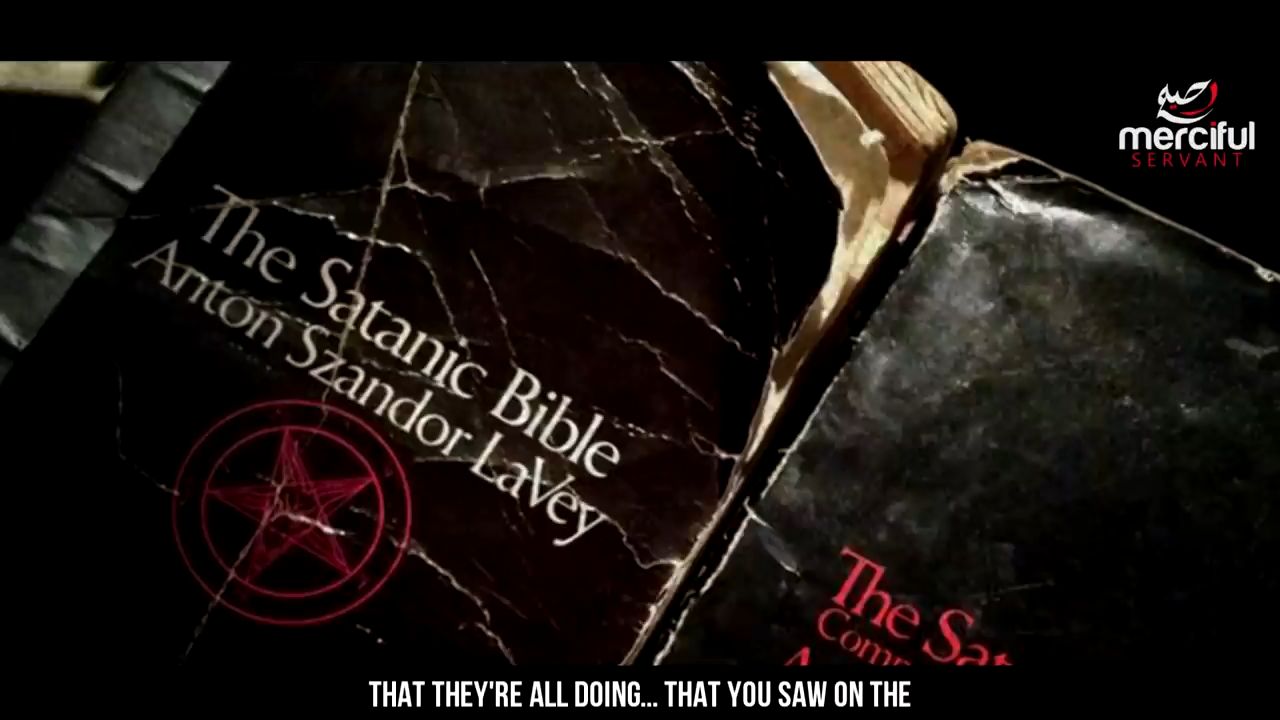 The Satanic Bible
Anton Szandor LaVey
merciful
SERVANT
The
THAT THEY'RE ALL DOING... THAT YOU SAW ON THE